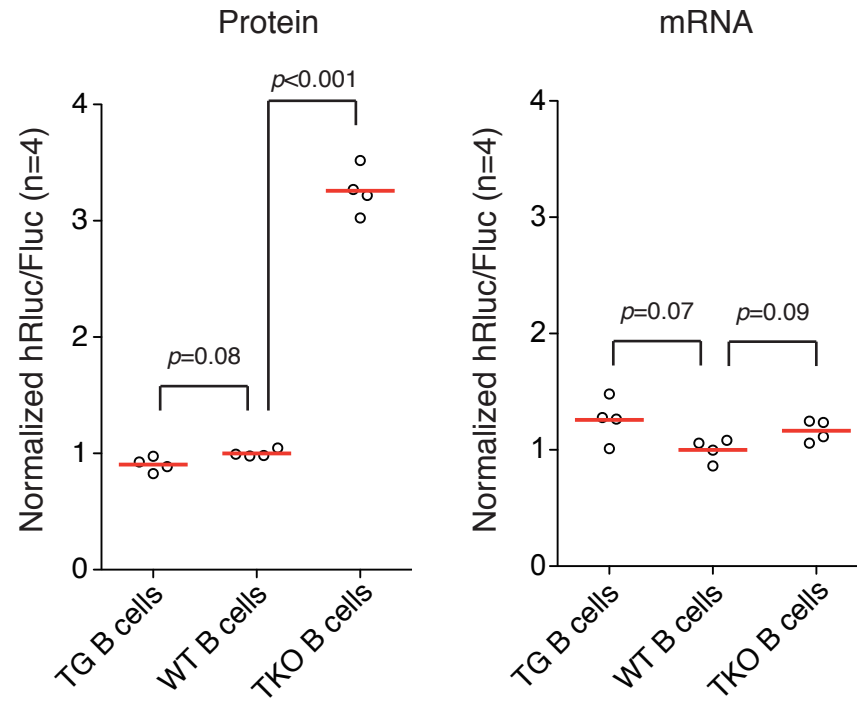 Protein
mRNA
Normalized hRluc/Fluc (n=4)
4
3
2
1
0
p<0.001
p=0.08
TG B cells
WT B cells
TKO B cells
Normalized hRluc/Fluc (n=4)
4
3
2
1
0
p=0.07
p=0.09
TG B cells
WT B cells
TKO B cells